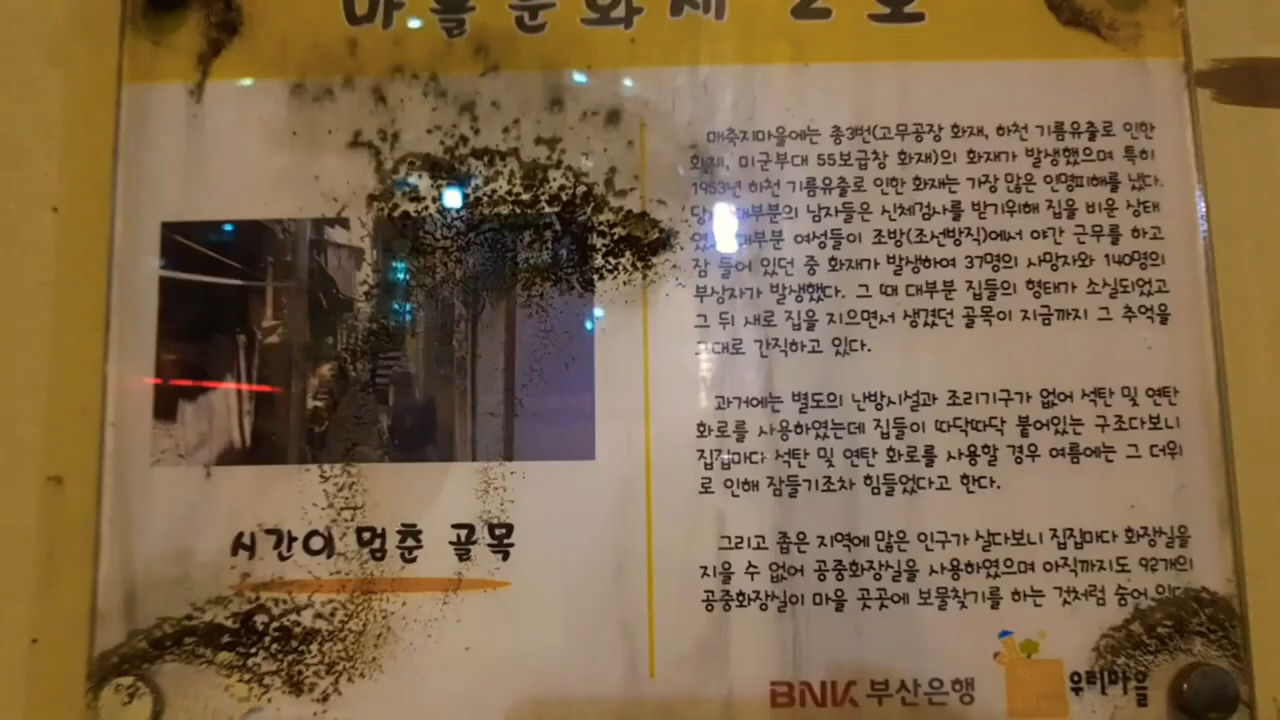 마을문화재 2호
매축지마을에는 총3번(고무공장 화재, 하천 기름유출로 인한
화재, 미군부대 55보급창 화재)의 화재가 발생했으며 특히
1953년 하천 기름유출로 인한 화재는 가장 많은 인명피해를 냈다.
대부분의 남자들은 신체검사를 받기위해 집을 비운 상태
대부분 여성들이 조방(조선방직)에서 야간 근무를 하고
잠 들어 있던 중 화재가 발생하여 37명의 사망자와 140명의
부상자가 발생했다. 그 때 대부분 집들의 형태가 소실되었고
그 뒤 새로 집을 지으면서 생겼던 골목이 지금까지 그 추억을
그대로 간직하고 있다.
과거에는 별도의 난방시설과 조리기구가 없어 석탄 및 연탄
화로를 사용하였는데 집들이 따닥따닥 붙어있는 구조다보니
집집마다 석탄 및 연탄 화로를 사용할 경우 여름에는 그 더위
로 인해 잠들기조차 힘들었다고 한다.
그리고 좁은 지역에 많은 인구가 살다보니 집집마다 화장실을
지을 수 없어 공중화장실을 사용하였으며 아직까지도 92개의
공중화장실이 마을 곳곳에 보물찾기를 하는 것처럼 숨어 있다
시간이 멈춘 골목
BNK 부산은행
우리마을